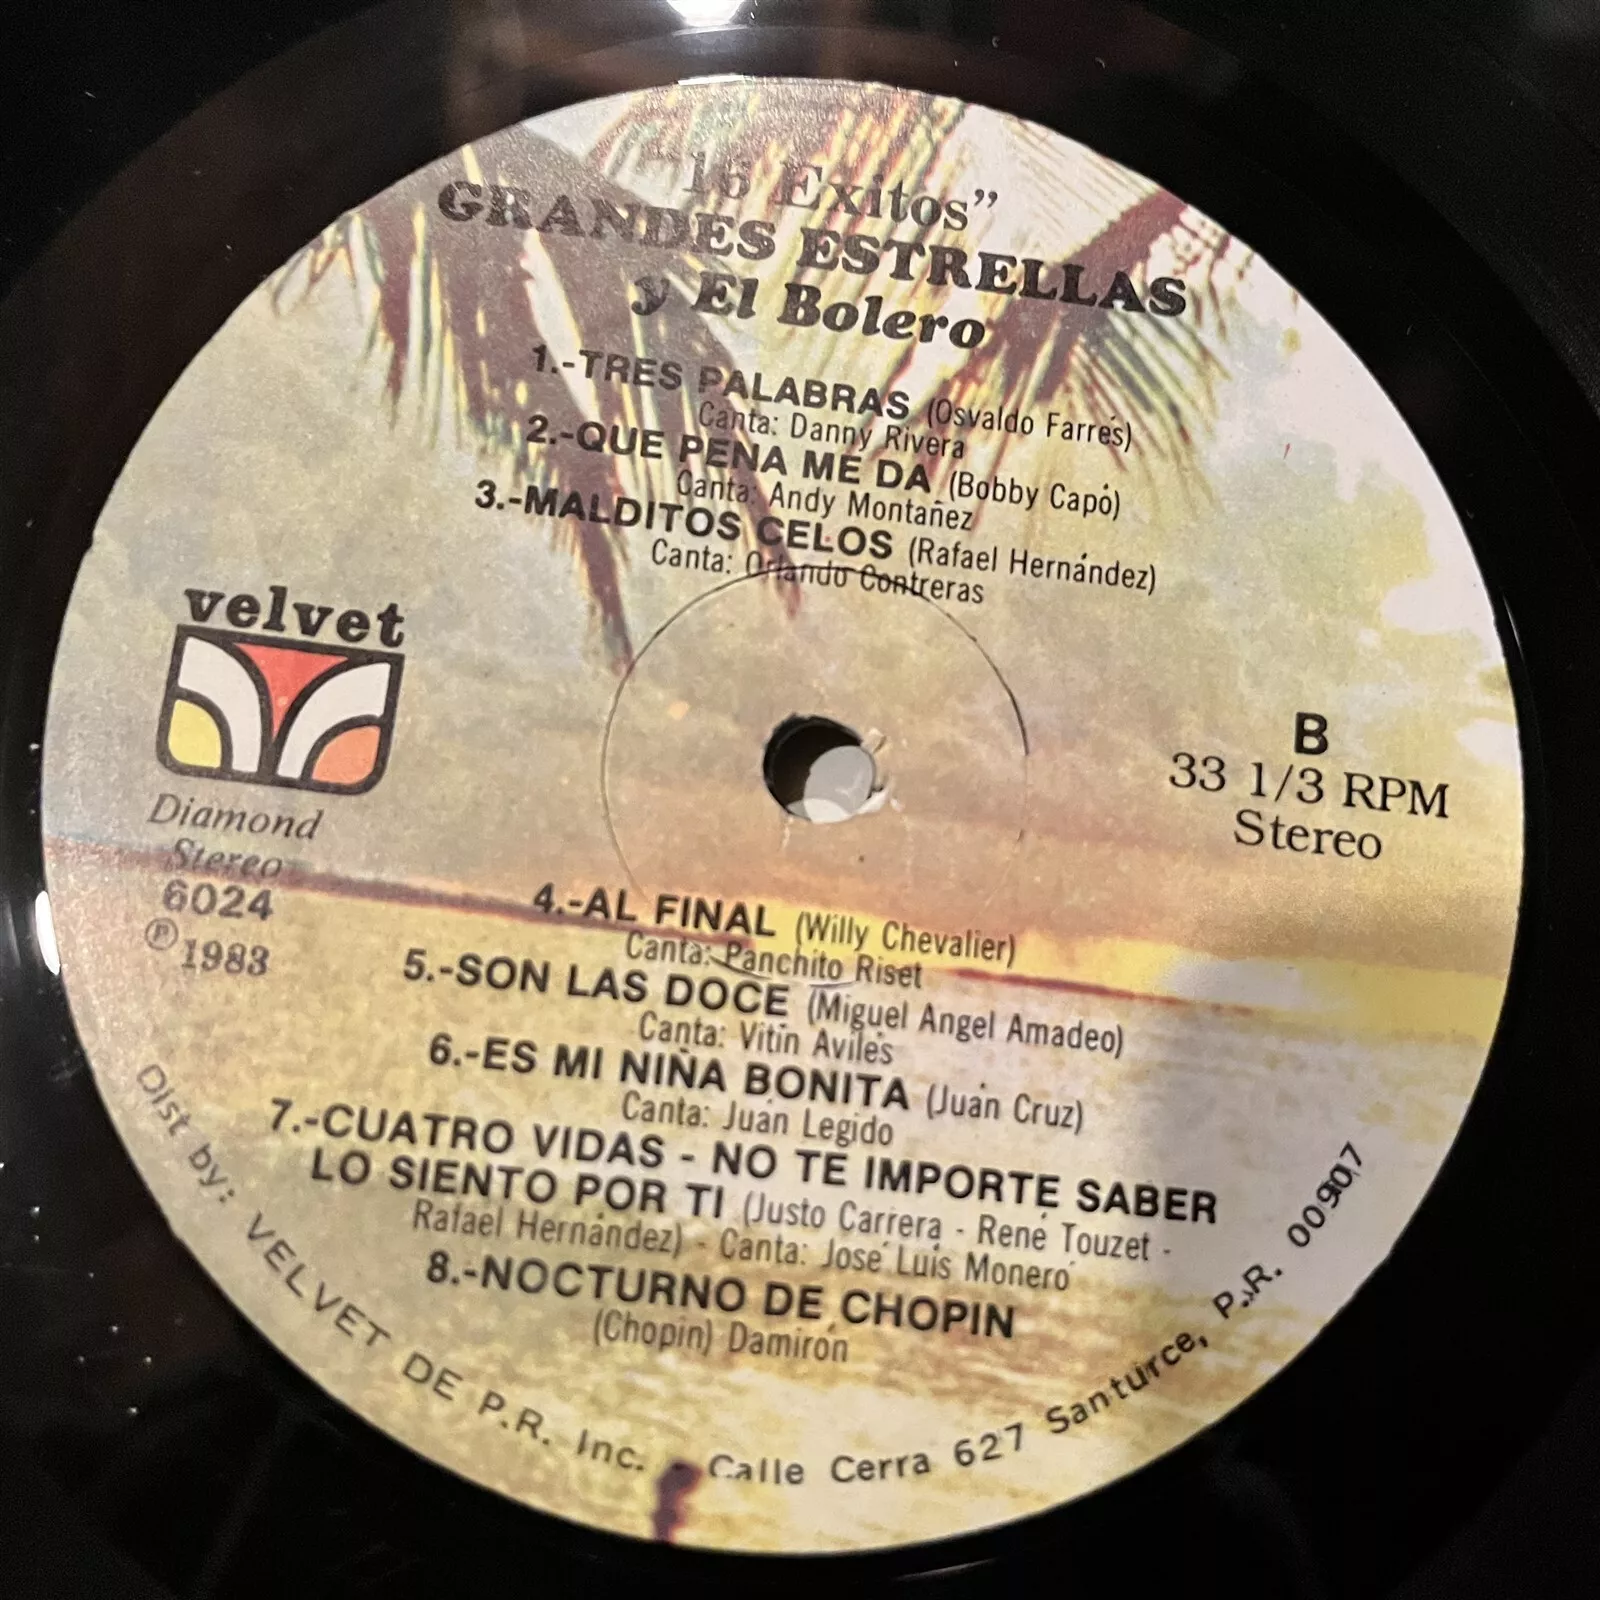 "16 Exitos"
GRANDES ESTRELLAS
y El Bolero
1.-TRES PALABRAS (Osvaldo Farrés)
Canta: Danny Rivera
2.-QUE PENA ME DA (Bobby Capó)
Canta: Andy Montañez
3.-MALDITOS CELOS (Rafael Hernández)
Canta: Orlando Contreras
velvet
Diamond
Stereo
6024
℗ 1983
B
33 1/3 RPM
Stereo
4.-AL FINAL (Willy Chevalier)
Canta: Panchito Riset
5.-SON LAS DOCE (Miguel Angel Amadeo)
Canta: Vitín Avilés
6.-ES MI NIÑA BONITA (Juán Cruz)
Canta: Juán Legido
7.-CUATRO VIDAS - NO TE IMPORTE SABER
LO SIENTO POR TI (Justo Carrera - René Touzet -
Rafael Hernández) - Canta: José Luís Moneró
8.-NOCTURNO DE CHOPIN
(Chopin) Damirón
Dist by: VELVET DE P.R. Inc. - Calle Cerra 627 Santurce, P.R. 00907